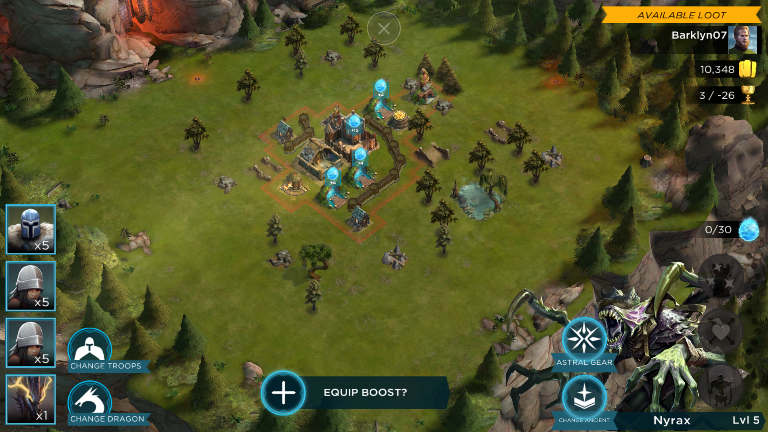 AVAILABLE LOOT
Barklyn07
10,348
3 / -26
0/30
x5
x5
x5
x1
CHANGE TROOPS
CHANGE DRAGON
EQUIP BOOST?
ASTRAL GEAR
CHANGE ANCIENT
Nyrax
Lvl 5